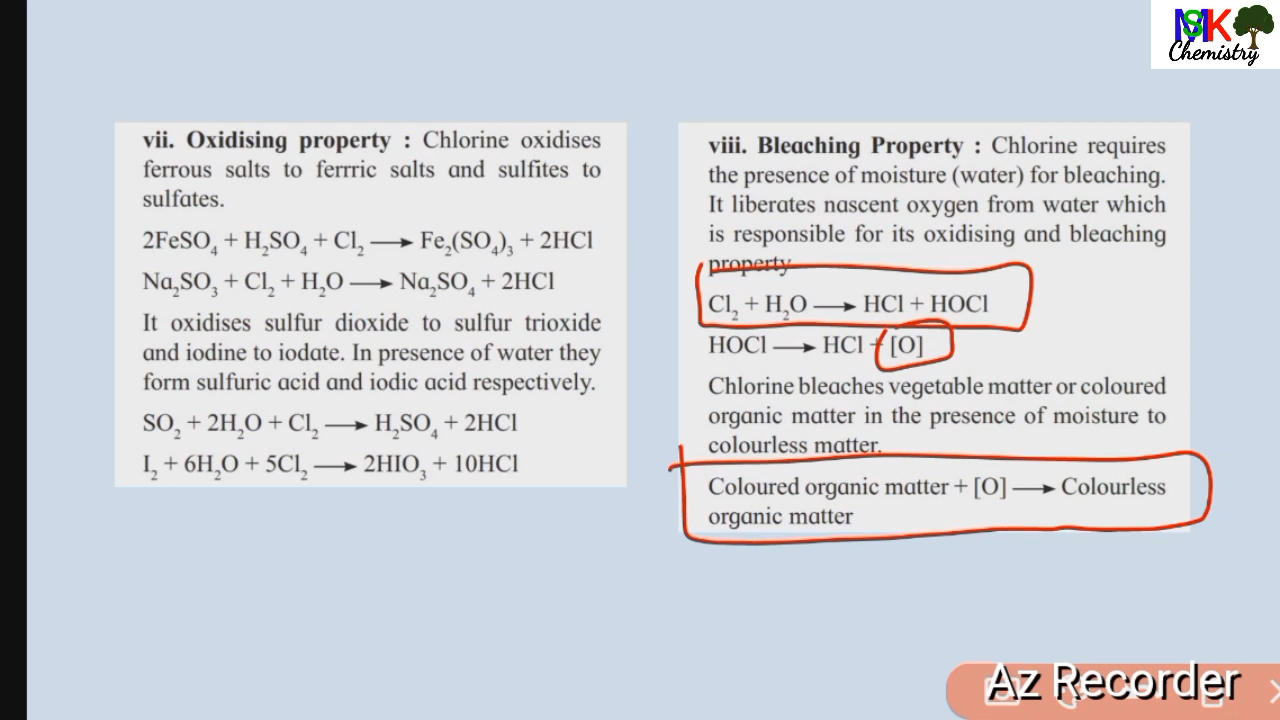 MSK
Chemistry
vii. Oxidising property : Chlorine oxidises
ferrous salts to ferrric salts and sulfites to
sulfates.
2FeSO₄ + H₂SO₄ + Cl₂ ⟶ Fe₂(SO₄)₃ + 2HCl
Na₂SO₃ + Cl₂ + H₂O ⟶ Na₂SO₄ + 2HCl
It oxidises sulfur dioxide to sulfur trioxide
and iodine to iodate. In presence of water they
form sulfuric acid and iodic acid respectively.
SO₂ + 2H₂O + Cl₂ ⟶ H₂SO₄ + 2HCl
I₂ + 6H₂O + 5Cl₂ ⟶ 2HIO₃ + 10HCl
viii. Bleaching Property : Chlorine requires
the presence of moisture (water) for bleaching.
It liberates nascent oxygen from water which
is responsible for its oxidising and bleaching
property
Cl₂ + H₂O ⟶ HCl + HOCl
HOCl ⟶ HCl + [O]
Chlorine bleaches vegetable matter or coloured
organic matter in the presence of moisture to
colourless matter.
Coloured organic matter + [O] ⟶ Colourless
organic matter
Az Recorder